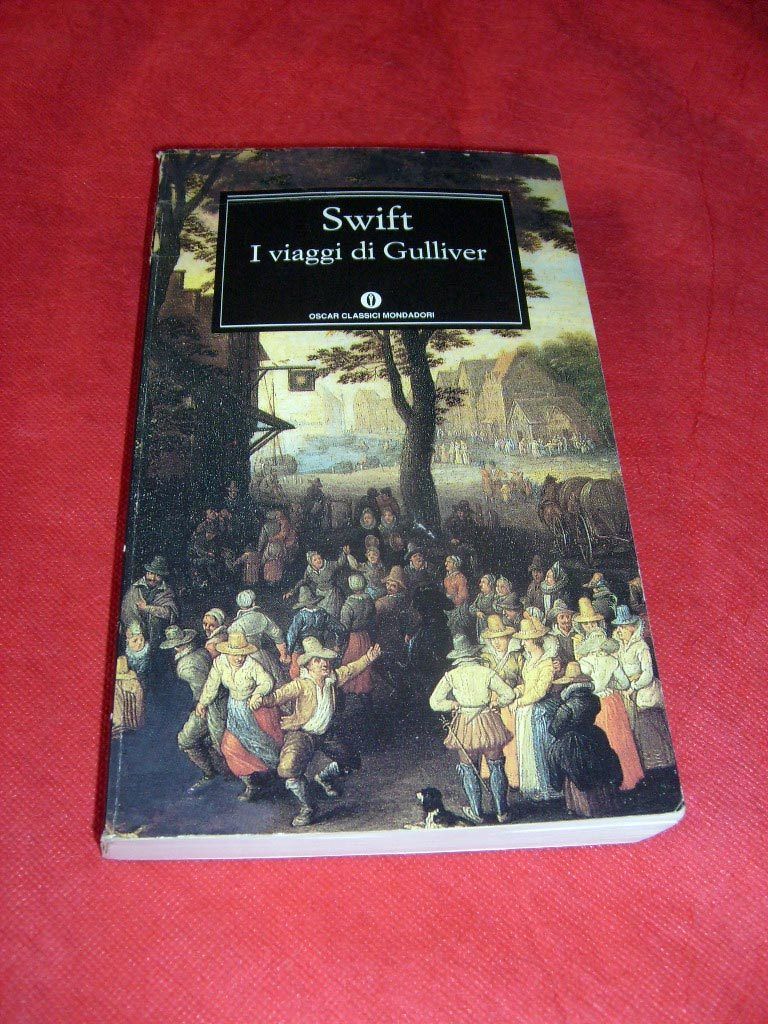 Swift
I viaggi di Gulliver
OSCAR CLASSICI MONDADORI